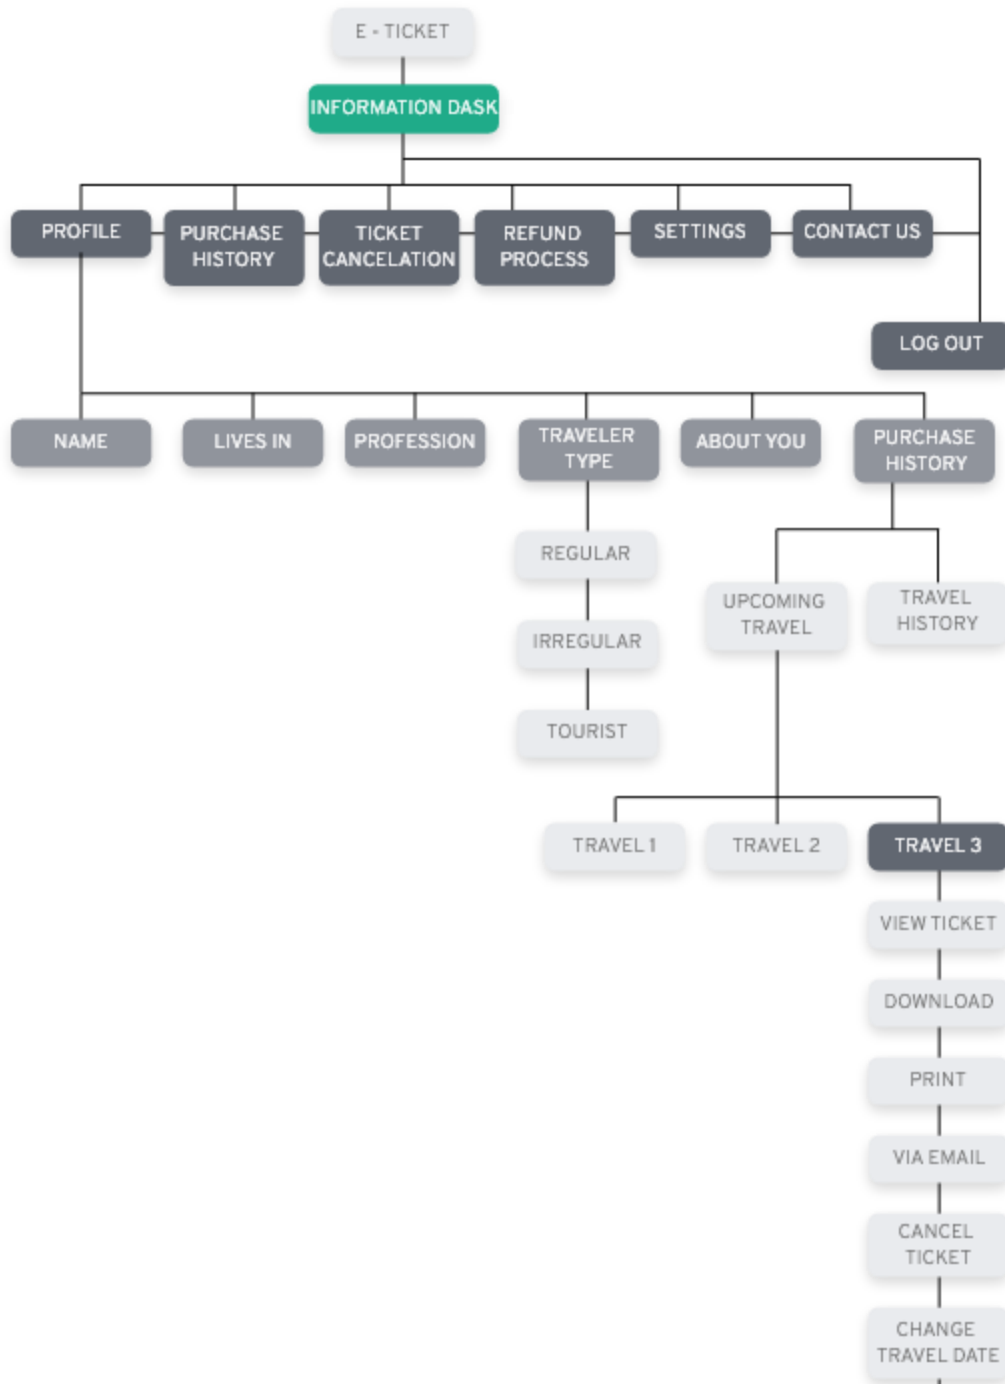 E - TICKET
INFORMATION DASK
PROFILE
PURCHASE
HISTORY
TICKET
CANCELATION
REFUND
PROCESS
SETTINGS
CONTACT US
LOG OUT
NAME
LIVES IN
PROFESSION
TRAVELER
TYPE
ABOUT YOU
PURCHASE
HISTORY
REGULAR
IRREGULAR
TOURIST
UPCOMING
TRAVEL
TRAVEL
HISTORY
TRAVEL 1
TRAVEL 2
TRAVEL 3
VIEW TICKET
DOWNLOAD
PRINT
VIA EMAIL
CANCEL
TICKET
CHANGE
TRAVEL DATE